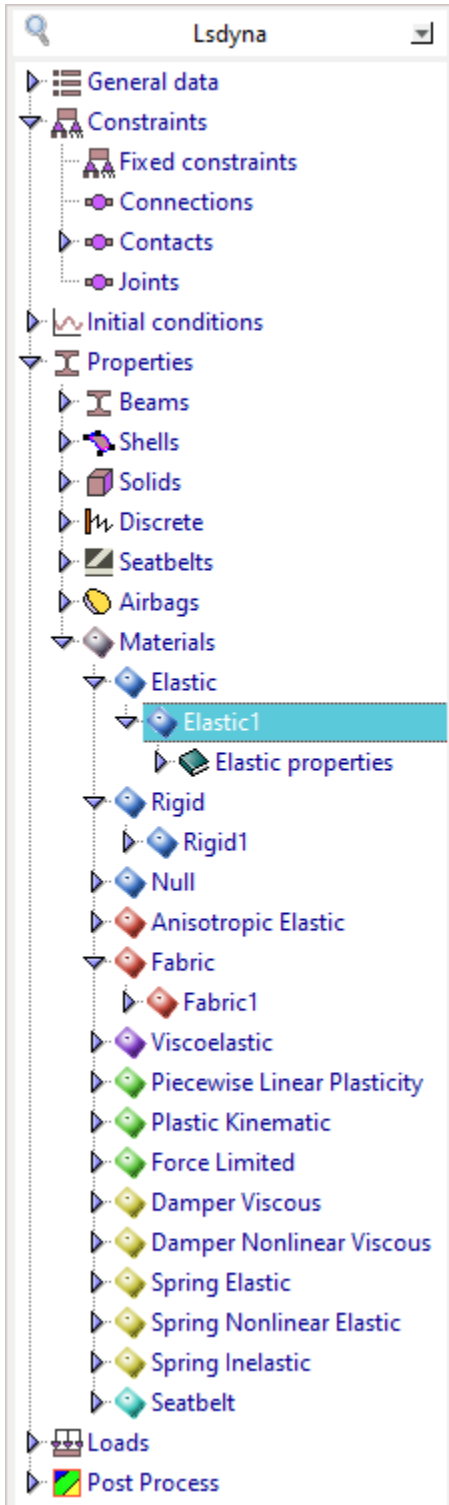 Lsdyna
General data
Constraints
Fixed constraints
Connections
Contacts
Joints
Initial conditions
Properties
Beams
Shells
Solids
Discrete
Seatbelts
Airbags
Materials
Elastic
Elastic1
Elastic properties
Rigid
Rigid1
Null
Anisotropic Elastic
Fabric
Fabric1
Viscoelastic
Piecewise Linear Plasticity
Plastic Kinematic
Force Limited
Damper Viscous
Damper Nonlinear Viscous
Spring Elastic
Spring Nonlinear Elastic
Spring Inelastic
Seatbelt
Loads
Post Process